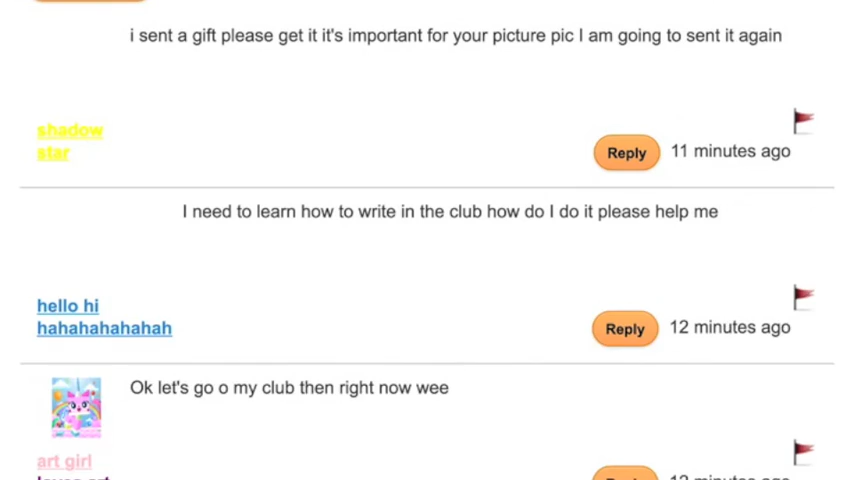 i sent a gift please get it it's important for your picture pic I am going to sent it again
shadow
star
Reply 11 minutes ago
I need to learn how to write in the club how do I do it please help me
hello hi
hahahahahahah
Reply 12 minutes ago
Ok let's go o my club then right now wee
art girl